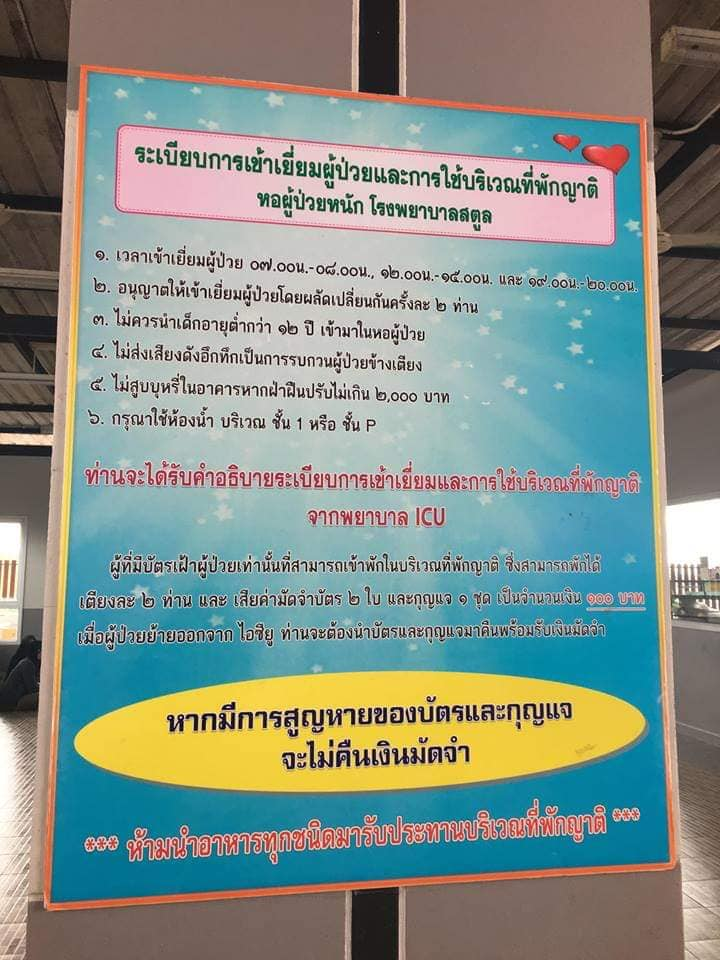 ระเบียบการเข้าเยี่ยมผู้ป่วยและการใช้บริเวณที่พักญาติ
หอผู้ป่วยหนัก โรงพยาบาลสตูล
๑. เวลาเข้าเยี่ยมผู้ป่วย ๐๗.๐๐น.-๐๘.๐๐น., ๑๒.๐๐น.-๑๕.๐๐น. และ ๑๙.๐๐น.-๒๐.๐๐น.
๒. อนุญาตให้เข้าเยี่ยมผู้ป่วยโดยผลัดเปลี่ยนกันครั้งละ ๒ ท่าน
๓. ไม่ควรนำเด็กอายุต่ำกว่า ๑๒ ปี เข้ามาในหอผู้ป่วย
๔. ไม่ส่งเสียงดังอึกทึกเป็นการรบกวนผู้ป่วยข้างเตียง
๕. ไม่สูบบุหรี่ในอาคารหากฝ่าฝืนปรับไม่เกิน ๒,๐๐๐ บาท
๖. กรุณาใช้ห้องน้ำ บริเวณ ชั้น 1 หรือ ชั้น P
ท่านจะได้รับคำอธิบายระเบียบการเข้าเยี่ยมและการใช้บริเวณที่พักญาติ
จากพยาบาล ICU
ผู้ที่มีบัตรเฝ้าผู้ป่วยเท่านั้นที่สามารถเข้าพักในบริเวณที่พักญาติ ซึ่งสามารถพักได้
เตียงละ ๒ ท่าน และ เสียค่ามัดจำบัตร ๒ ใบ และกุญแจ ๑ ชุด เป็นจำนวนเงิน ๑๐๐ บาท
เมื่อผู้ป่วยย้ายออกจาก ไอซียู ท่านจะต้องนำบัตรและกุญแจมาคืนพร้อมรับเงินมัดจำ
หากมีการสูญหายของบัตรและกุญแจ
จะไม่คืนเงินมัดจำ
*** ห้ามนำอาหารทุกชนิดมารับประทานบริเวณที่พักญาติ ***